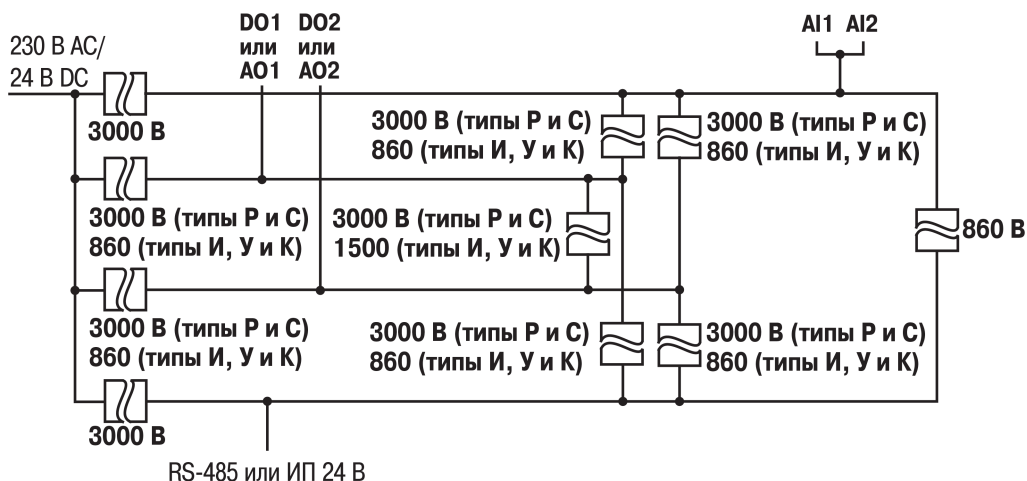 230 В AC/
24 В DC
DO1
или
AO1
DO2
или
AO2
AI1 AI2
3000 В
3000 В (типы Р и С)
860 (типы И, У и К)
3000 В (типы Р и С)
860 (типы И, У и К)
3000 В (типы Р и С)
860 (типы И, У и К)
3000 В (типы Р и С)
1500 (типы И, У и К)
860 В
3000 В (типы Р и С)
860 (типы И, У и К)
3000 В (типы Р и С)
860 (типы И, У и К)
3000 В (типы Р и С)
860 (типы И, У и К)
3000 В
RS-485 или ИП 24 В